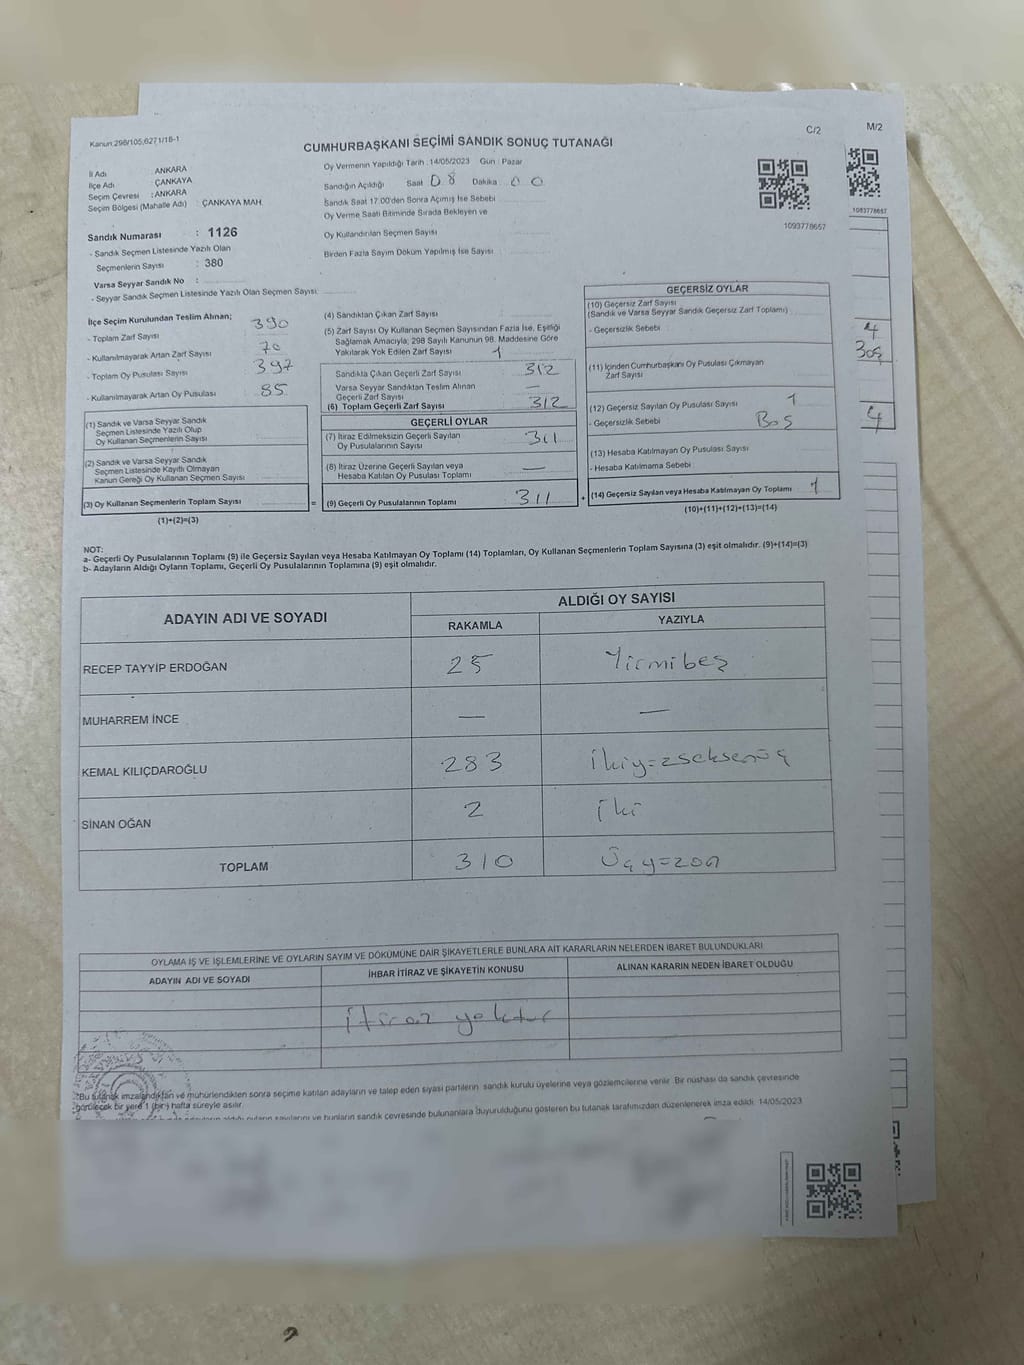 Kanun:298/105;6271/18-1
C/2
M/2
CUMHURBAŞKANI SEÇİMİ SANDIK SONUÇ TUTANAĞI
İl Adı ANKARA
İlçe Adı ÇANKAYA
Seçim Çevresi : ANKARA
Seçim Bölgesi (Mahalle Adı) : ÇANKAYA MAH.
Sandık Numarası : 1126
- Sandık Seçmen Listesinde Yazılı Olan
Seçmenlerin Sayısı : 380
Varsa Seyyar Sandık No :
- Seyyar Sandık Seçmen Listesinde Yazılı Olan Seçmen Sayısı:
Oy Vermenin Yapıldığı Tarih : 14/05/2023 Gün : Pazar
Sandığın Açıldığı Saat 08 Dakika : 00
Sandık Saat 17.00'den Sonra Açımış İse Sebebi
Oy Verme Saati Bitiminde Sırada Bekleyen ve
Oy Kullandırılan Seçmen Sayısı
Birden Fazla Sayım Döküm Yapılmış İse Sayısı :
1093778657
1093778657
İlçe Seçim Kurulundan Teslim Alınan;
- Toplam Zarf Sayısı 390
- Kullanılmayarak Artan Zarf Sayısı 70
- Toplam Oy Pusulası Sayısı 397
- Kullanılmayarak Artan Oy Pusulası 85
(1) Sandık ve Varsa Seyyar Sandık
Seçmen Listesinde Yazılı Olup
Oy Kullanan Seçmenlerin Sayısı
(2) Sandık ve Varsa Seyyar Sandık
Seçmen Listesinde Kayıtlı Olmayan
Kanun Gereği Oy Kullanan Seçmen Sayısı
(3) Oy Kullanan Seçmenlerin Toplam Sayısı =
(1)+(2)=(3)
(4) Sandıktan Çıkan Zarf Sayısı
(5) Zarf Sayısı Oy Kullanan Seçmen Sayısından Fazla İse, Eşitliği
Sağlamak Amacıyla; 298 Sayılı Kanunun 98. Maddesine Göre
Yakılarak Yok Edilen Zarf Sayısı 1
Sandıkla Çıkan Geçerli Zarf Sayısı 312
Varsa Seyyar Sandıktan Teslim Alınan
Geçerli Zarf Sayısı —
(6) Toplam Geçerli Zarf Sayısı 312
GEÇERLİ OYLAR
(7) İtiraz Edilmeksizin Geçerli Sayılan
Oy Pusulalarının Sayısı 311
(8) İtiraz Üzerine Geçerli Sayılan veya
Hesaba Katılan Oy Pusulası Toplamı —
(9) Geçerli Oy Pusulalarının Toplamı 311 +
GEÇERSİZ OYLAR
(10) Geçersiz Zarf Sayısı
(Sandık ve Varsa Seyyar Sandık Geçersiz Zarf Toplamı)
- Geçersizlik Sebebi
(11) İçinden Cumhurbaşkanı Oy Pusulası Çıkmayan
Zarf Sayısı
(12) Geçersiz Sayılan Oy Pusulası Sayısı 1
- Geçersizlik Sebebi Boş
(13) Hesaba Katılmayan Oy Pusulası Sayısı
- Hesaba Katılmama Sebebi
(14) Geçersiz Sayılan veya Hesaba Katılmayan Oy Toplamı 1
(10)+(11)+(12)+(13)=(14)
4
Boş
4
NOT:
a- Geçerli Oy Pusulalarının Toplamı (9) ile Geçersiz Sayılan veya Hesaba Katılmayan Oy Toplamı (14) Toplamları, Oy Kullanan Seçmenlerin Toplam Sayısına (3) eşit olmalıdır. (9)+(14)=(3)
b- Adayların Aldığı Oyların Toplamı, Geçerli Oy Pusulalarının Toplamına (9) eşit olmalıdır.
ADAYIN ADI VE SOYADI
ALDIĞI OY SAYISI
RAKAMLA YAZIYLA
RECEP TAYYİP ERDOĞAN 25 Yirmibeş
MUHARREM İNCE — —
KEMAL KILIÇDAROĞLU 283 İkiyüzseksenüç
SİNAN OĞAN 2 İki
TOPLAM 310 Üçyüzon
OYLAMA İŞ VE İŞLEMLERİNE VE OYLARIN SAYIM VE DÖKÜMÜNE DAİR ŞİKAYETLERLE BUNLARA AİT KARARLARIN NELERDEN İBARET BULUNDUKLARI
ADAYIN ADI VE SOYADI İHBAR İTİRAZ VE ŞİKAYETİN KONUSU ALINAN KARARIN NEDEN İBARET OLDUĞU
İtiraz yoktur
"Bu tutanak imzalandıktan ve mühürlendikten sonra seçime katılan adayların ve talep eden siyasi partilerin sandık kurulu üyelerine veya gözlemcilerine verilir. Bir nüshası da sandık çevresinde
görülecek bir yere 1 (bir) hafta süreyle asılır.
oyların sayılarını ve bunların sandık çevresinde bulunanlara duyurulduğunu gösteren bu tutanak tarafımızdan düzenlenerek imza edildi. 14/05/2023